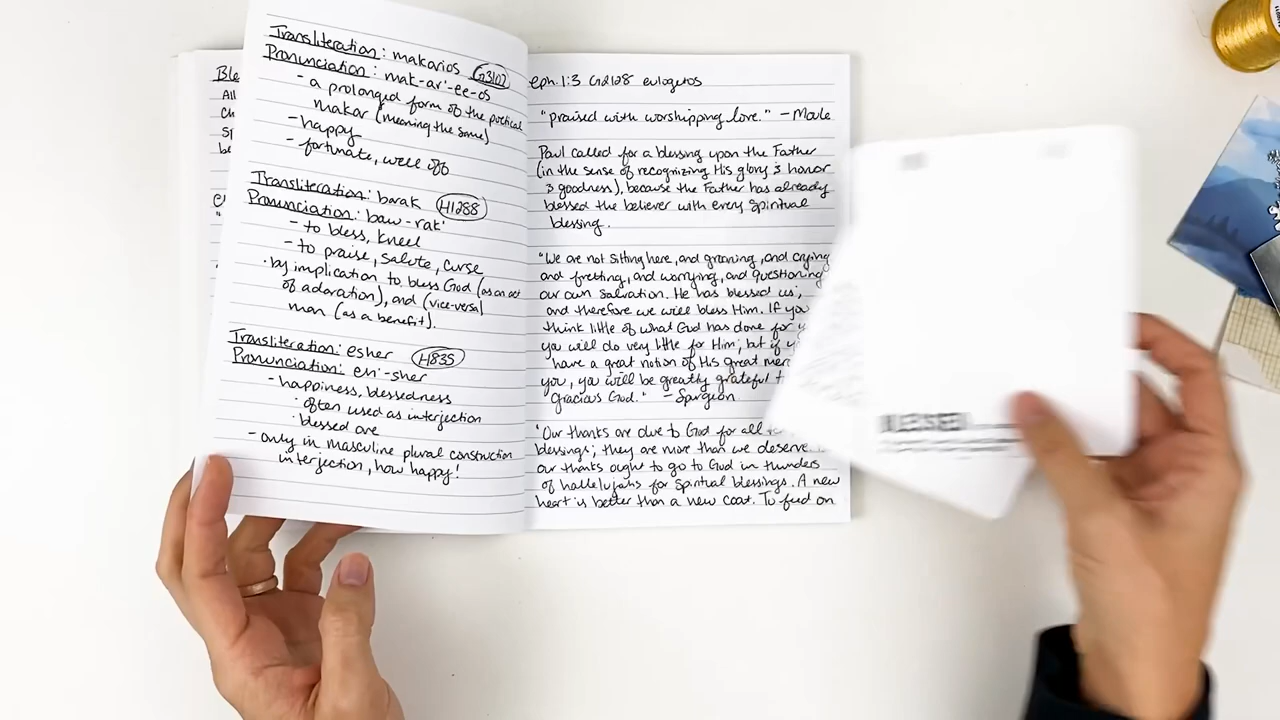 Ble
All
Ch
Sp
be
Transliteration: makarios G3107
Pronunciation: mak-ar'-ee-os
- a prolonged form of the poetical
makar (meaning the same)
- happy
- fortunate, well off
Transliteration: barak H1288
Pronunciation: baw-rak'
- to bless, kneel
- to praise, salute, curse
· by implication to bless God (as an act
of adoration), and (vice-versa)
man (as a benefit).
Transliteration: esher H835
Pronunciation: eh'-sher
- happiness, blessedness
· often used as interjection
· blessed are
- only in masculine plural construction
interjection, how happy!
eph. 1:3 G2128 eulogetos
"praised with worshipping love." - Moule
Paul called for a blessing upon the Father
(in the sense of recognizing His glory & honor
& goodness), because the Father has already
blessed the believer with every spiritual
blessing.
"We are not sitting here, and groaning, and crying
and fretting, and worrying, and questioning
our own salvation. He has blessed us;
and therefore we will bless Him. If you
think little of what God has done for
you will do very little for Him; but if
have a great notion of His great
you, you will be greatly grateful
gracious God." - Spurgeon
"Our thanks are due to God for all
blessings; they are more than we deserve.
our thanks ought to go to God in thunders
of hallelujahs for spiritual blessings. A new
heart is better than a new coat. To feed on
BLESSED